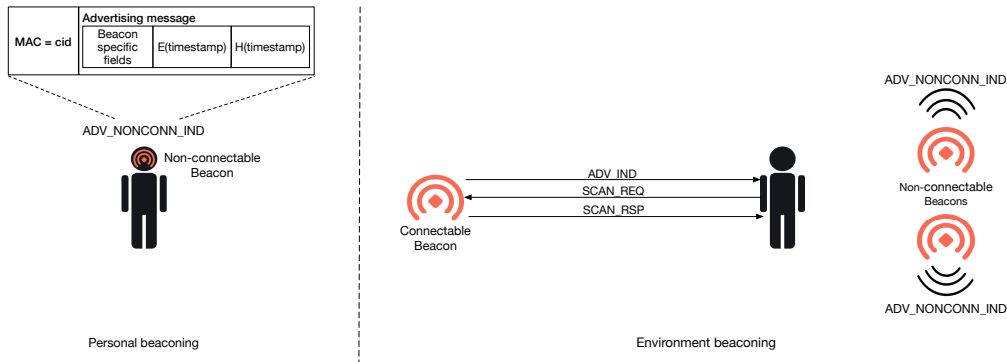 MAC = cid
Advertising message
Beacon
specific
fields
E(timestamp)
H(timestamp)
ADV_NONCONN_IND
Non-connectable
Beacon
Personal beaconing
ADV_IND
SCAN_REQ
SCAN_RSP
Connectable
Beacon
ADV_NONCONN_IND
Non-connectable
Beacons
ADV_NONCONN_IND
Environment beaconing